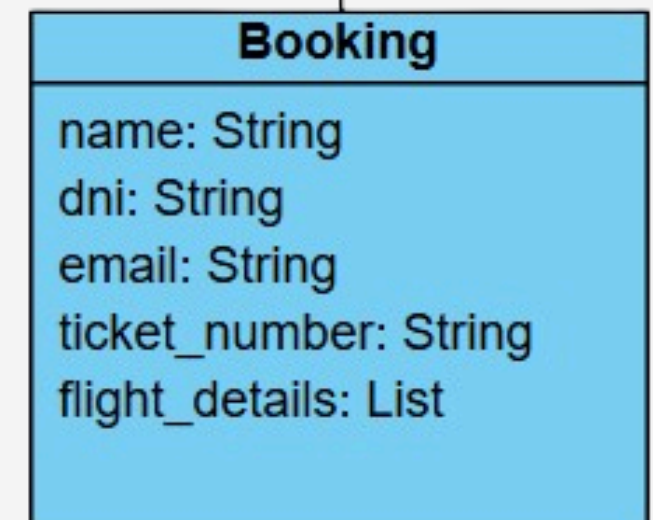 Booking
name: String
dni: String
email: String
ticket_number: String
flight_details: List